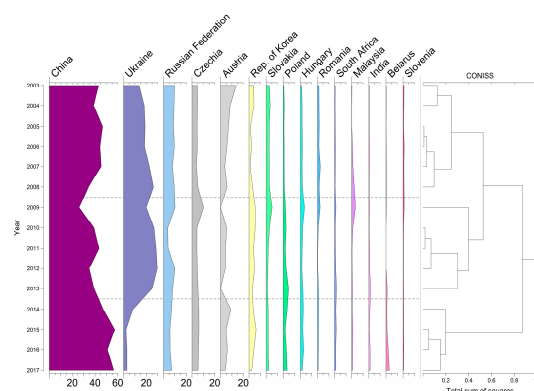 China
Ukraine
Russian Federation
Czechia
Austria
Rep. of Korea
Slovakia
Poland
Hungary
Romania
South Africa
Malaysia
India
Belarus
Slovenia
CONISS
Year
2003
2004
2005
2006
2007
2008
2009
2010
2011
2012
2013
2014
2015
2016
2017
20 40 60 20 20 20 20 0.2 0.4 0.6 0.8
Total sum of squares